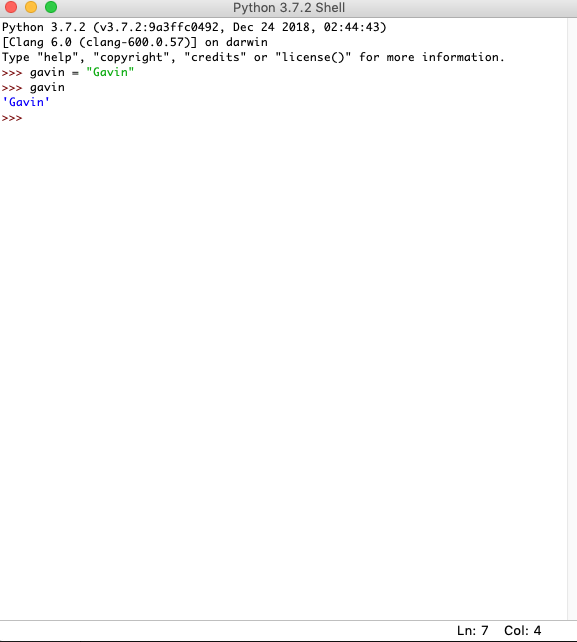 Python 3.7.2 Shell
Python 3.7.2 (v3.7.2:9a3ffc0492, Dec 24 2018, 02:44:43)
[Clang 6.0 (clang-600.0.57)] on darwin
Type "help", "copyright", "credits" or "license()" for more information.
>>> gavin = "Gavin"
>>> gavin
'Gavin'
>>>
Ln: 7 Col: 4